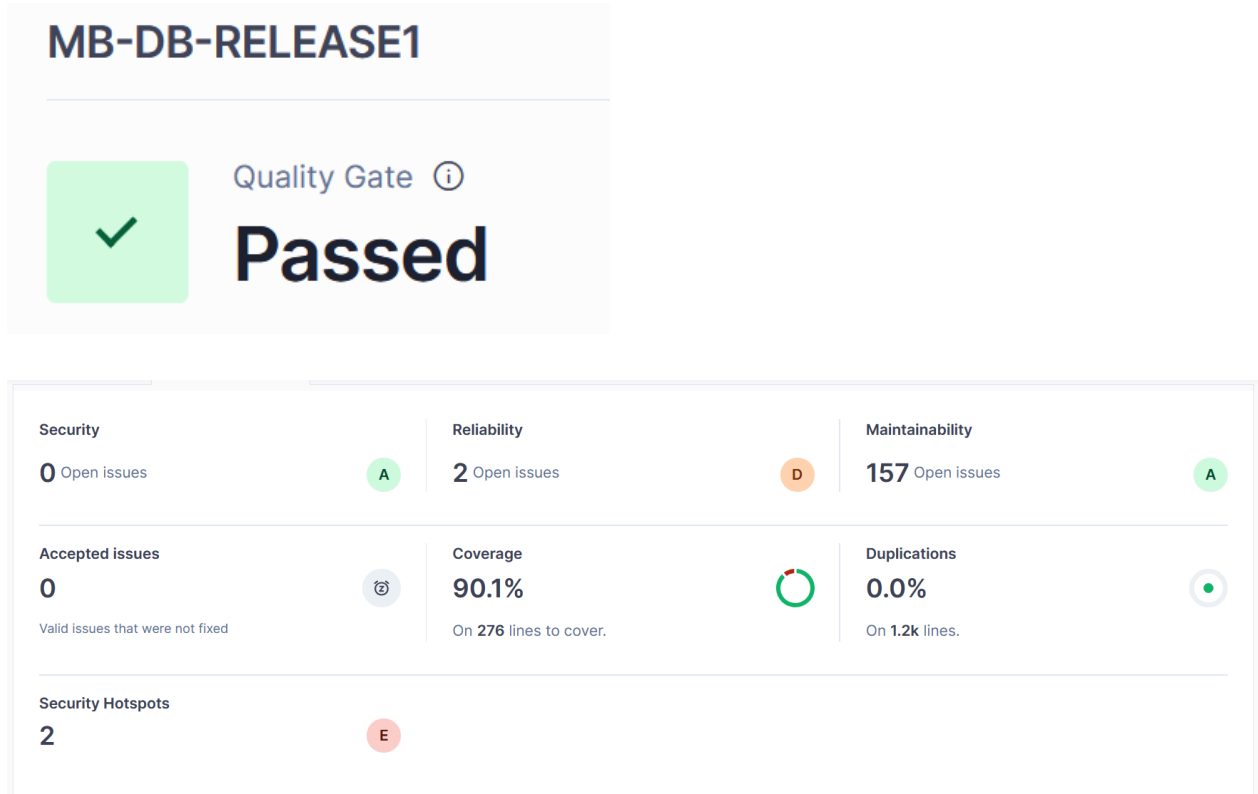 MB-DB-RELEASE1
Quality Gate
Passed
Security
0 Open issues
A
Reliability
2 Open issues
D
Maintainability
157 Open issues
A
Accepted issues
0
Valid issues that were not fixed
Coverage
90.1%
On 276 lines to cover.
Duplications
0.0%
On 1.2k lines.
Security Hotspots
2
E